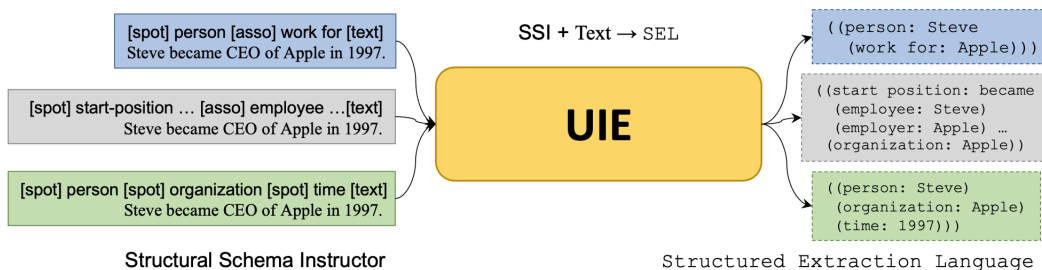 [spot] person [asso] work for [text]
Steve became CEO of Apple in 1997.
[spot] start-position … [asso] employee …[text]
Steve became CEO of Apple in 1997.
[spot] person [spot] organization [spot] time [text]
Steve became CEO of Apple in 1997.
Structural Schema Instructor
SSI + Text → SEL
UIE
((person: Steve
(work for: Apple)))
((start position: became
(employee: Steve)
(employer: Apple) …
(organization: Apple))
((person: Steve)
(organization: Apple)
(time: 1997)))
Structured Extraction Language